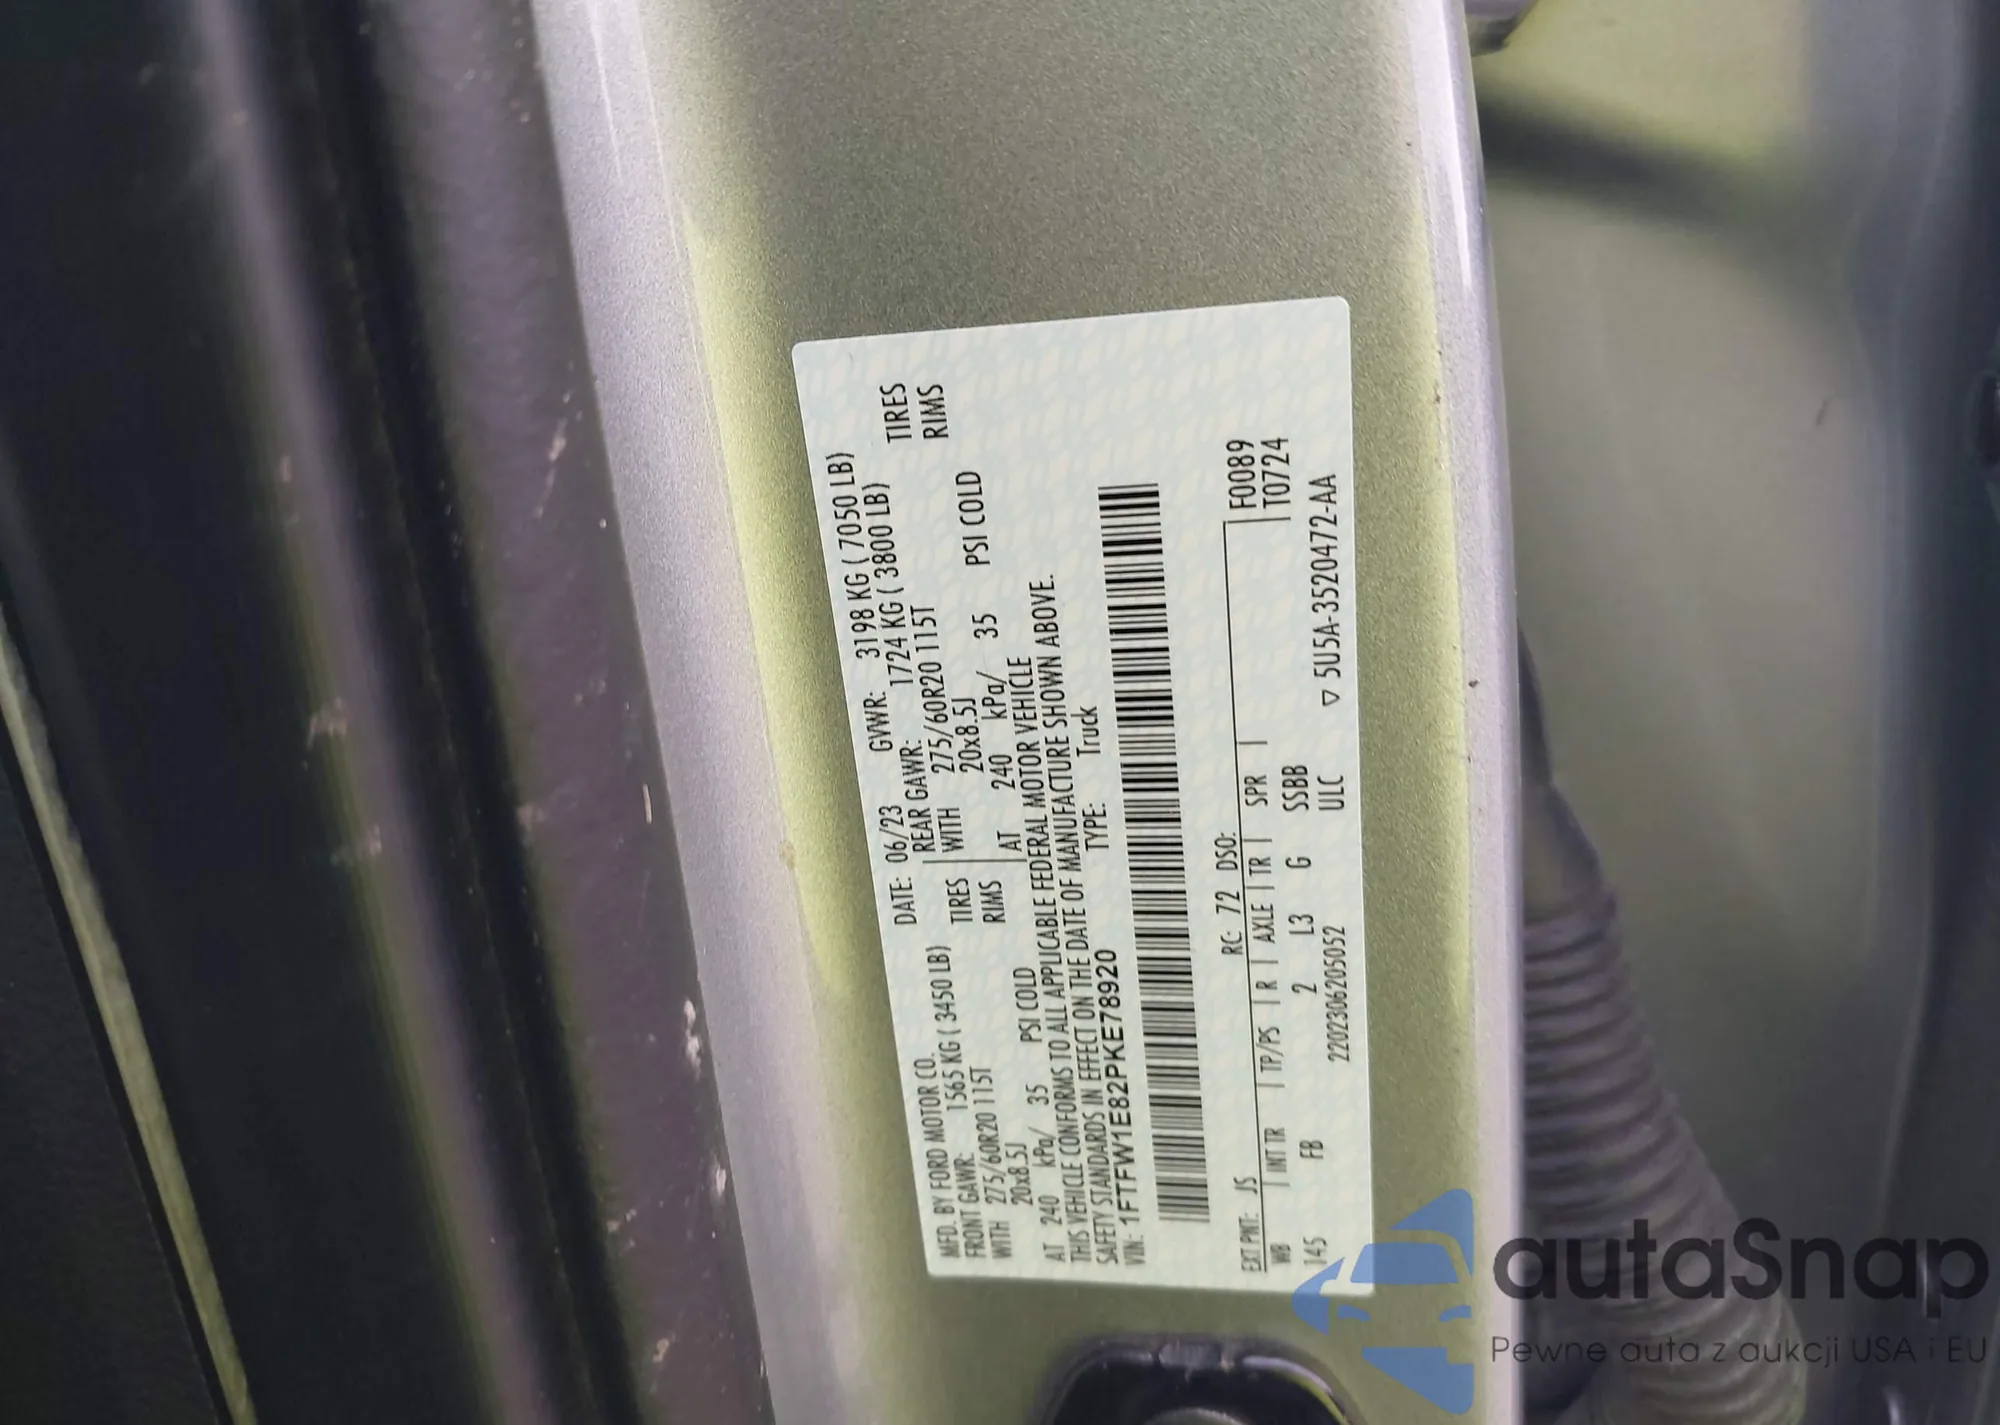 MFD. BY FORD MOTOR CO. DATE: 06/23 GVWR: 3198 KG ( 7050 LB)
FRONT GAWR: 1565 KG ( 3450 LB) REAR GAWR: 1724 KG ( 3800 LB)
WITH 275/60R20 115T TIRES WITH 275/60R20 115T TIRES
20x8.5J RIMS 20x8.5J RIMS
AT 240 kPa/ 35 PSI COLD AT 240 kPa/ 35 PSI COLD
THIS VEHICLE CONFORMS TO ALL APPLICABLE FEDERAL MOTOR VEHICLE
SAFETY STANDARDS IN EFFECT ON THE DATE OF MANUFACTURE SHOWN ABOVE.
VIN: 1FTFW1E82PKE78920 TYPE: Truck
EXT PNT: JS RC: 72 DSO: F0089
WB INT TR TP/PS R AXLE TR SPR T0724
145 FB 2 L3 G SSBB
2202306205052 ULC ▽ 5U5A-3520472-AA
autaSnap
Pewne auta z aukcji USA i EU